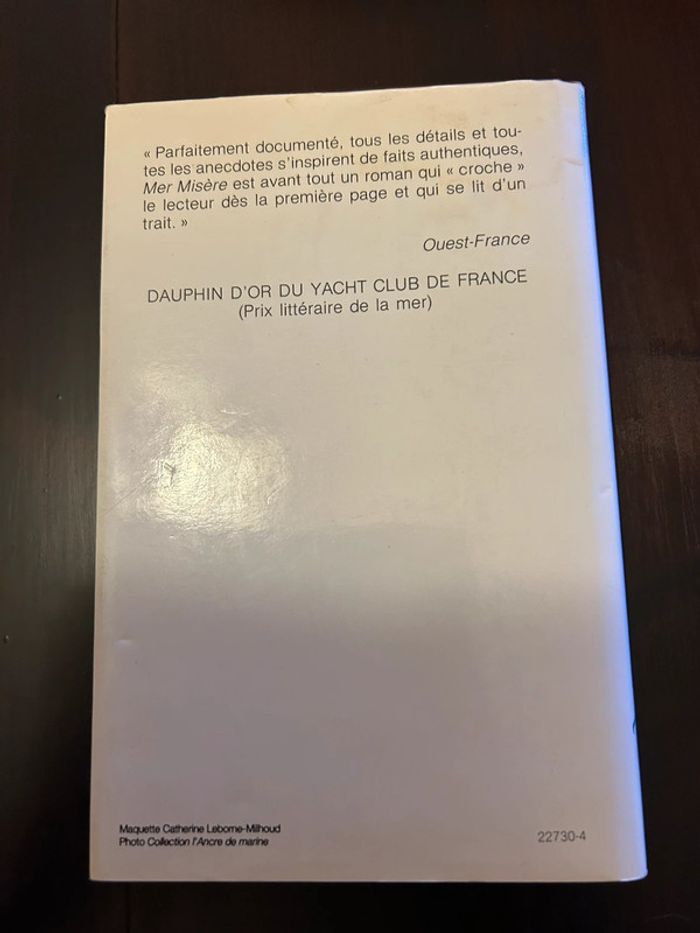 « Parfaitement documenté, tous les détails et tou-
tes les anecdotes s'inspirent de faits authentiques,
Mer Misère est avant tout un roman qui « croche »
le lecteur dès la première page et qui se lit d'un
trait. »
Ouest-France
DAUPHIN D'OR DU YACHT CLUB DE FRANCE
(Prix littéraire de la mer)
Maquette Catherine Leborne-Milhoud
Photo Collection l'Ancre de marine
22730-4